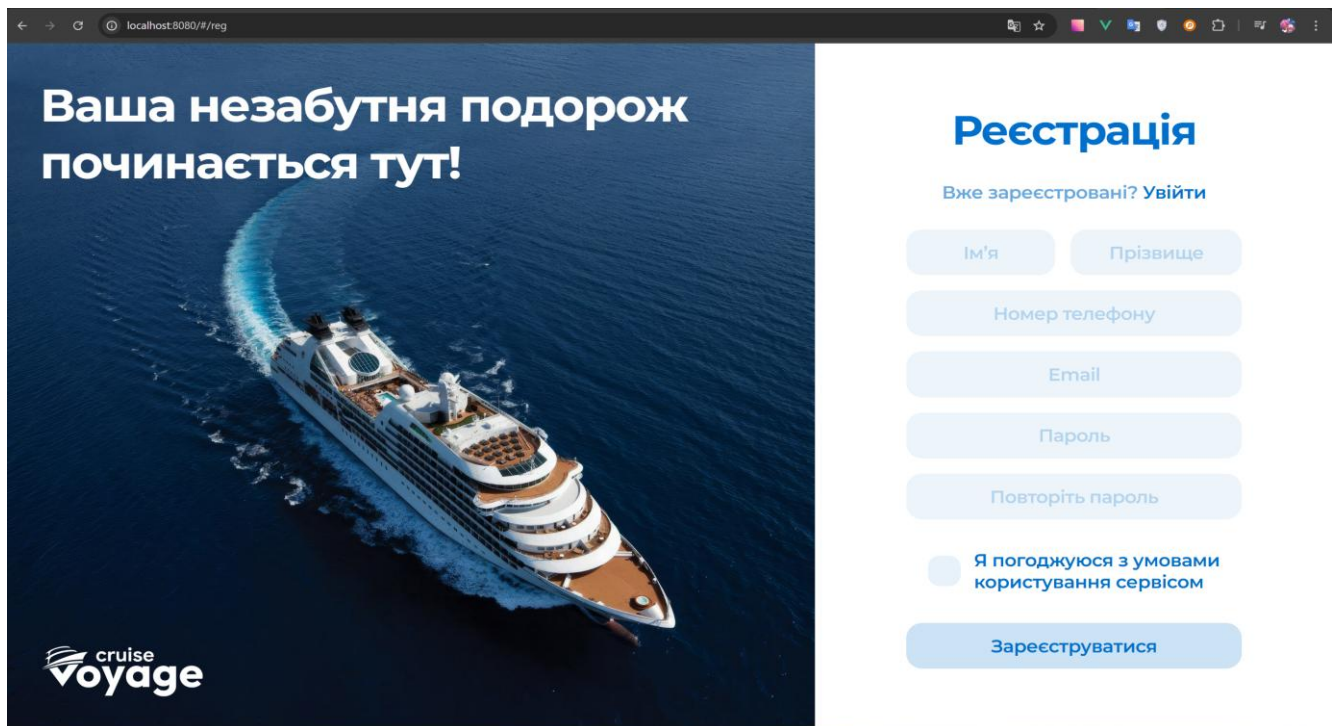 localhost:8080/#/reg
Ваша незабутня подорож
починається тут!
cruise
voyage
Реєстрація
Вже зареєстровані? Увійти
Ім'я
Прізвище
Номер телефону
Email
Пароль
Повторіть пароль
Я погоджуюся з умовами
користування сервісом
Зареєструватися